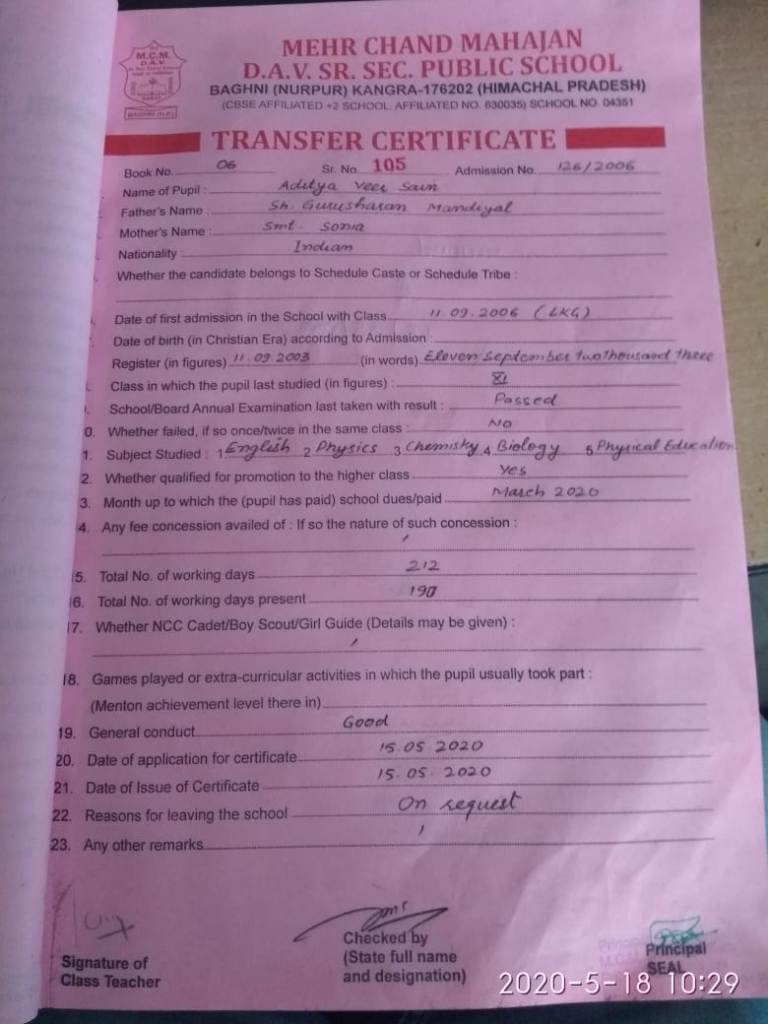 M.C.M.
D.A.V.
BAGHNI (H.P.)
MEHR CHAND MAHAJAN
D.A.V. SR. SEC. PUBLIC SCHOOL
BAGHNI (NURPUR) KANGRA-176202 (HIMACHAL PRADESH)
(CBSE AFFILIATED +2 SCHOOL, AFFILIATED NO. 630035) SCHOOL NO. 04351
TRANSFER CERTIFICATE
Book No. 06 Sr. No. 105 Admission No. 126/2006
Name of Pupil : Aditya Veer Sain
Father's Name : Sh. Gurusharan Mandiyal
Mother's Name : Smt. Sonia
Nationality : Indian
Whether the candidate belongs to Schedule Caste or Schedule Tribe :
Date of first admission in the School with Class 11.09.2006 (LKG)
Date of birth (in Christian Era) according to Admission :
Register (in figures) 11.09.2003 (in words) Eleven September two thousand three
Class in which the pupil last studied (in figures) : XI
School/Board Annual Examination last taken with result : Passed
0. Whether failed, if so once/twice in the same class : No
1. Subject Studied : 1 English 2 Physics 3 Chemistry 4 Biology 5 Physical Education
2. Whether qualified for promotion to the higher class Yes
3. Month up to which the (pupil has paid) school dues/paid March 2020
4. Any fee concession availed of : If so the nature of such concession :
5. Total No. of working days 212
6. Total No. of working days present 190
7. Whether NCC Cadet/Boy Scout/Girl Guide (Details may be given) :
18. Games played or extra-curricular activities in which the pupil usually took part :
(Menton achievement level there in)
19. General conduct Good
20. Date of application for certificate 15.05 2020
21. Date of Issue of Certificate 15.05.2020
22. Reasons for leaving the school On request
23. Any other remarks
Signature of
Class Teacher
Checked by
(State full name
and designation)
Principal
SEAL
2020-5-18 10:29